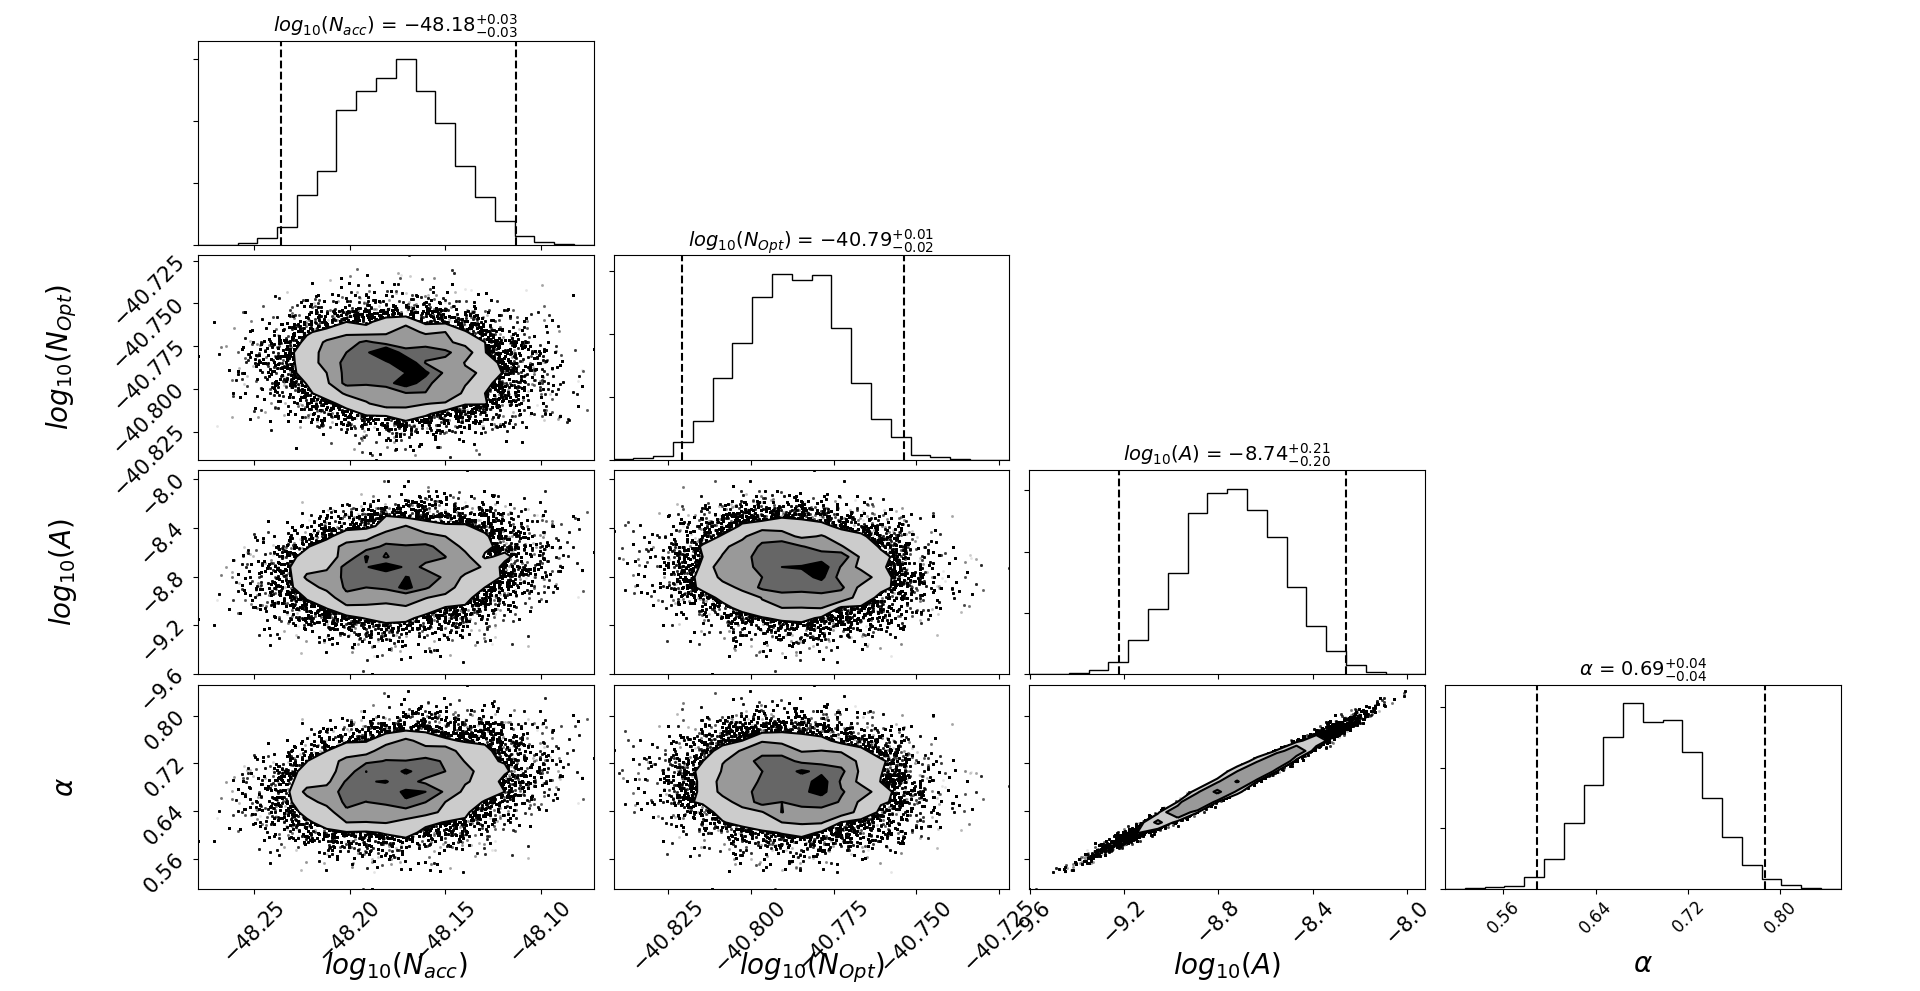 log₁₀(N_acc) = −48.18 +0.03 −0.03
log₁₀(N_Opt) = −40.79 +0.01 −0.02
log₁₀(N_Opt)
−40.725
−40.750
−40.775
−40.800
−40.825
log₁₀(A) = −8.74 +0.21 −0.20
log₁₀(A)
−8.0
−8.4
−8.8
−9.2
−9.6
α = 0.69 +0.04 −0.04
α
0.80
0.72
0.64
0.56
−48.25 −48.20 −48.15 −48.10
−40.825 −40.800 −40.775 −40.750 −40.725
−9.6 −9.2 −8.8 −8.4 −8.0
0.56 0.64 0.72 0.80
log₁₀(N_acc) log₁₀(N_Opt) log₁₀(A) α